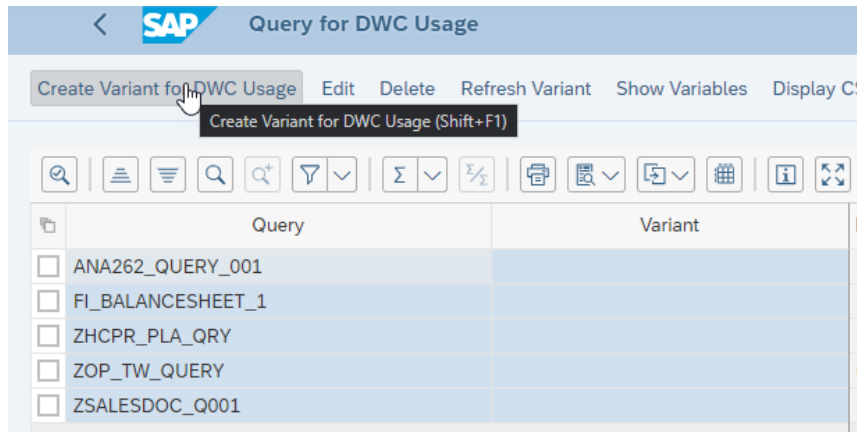 SAP Query for DWC Usage
Create Variant for DWC Usage Edit Delete Refresh Variant Show Variables Display
Create Variant for DWC Usage (Shift+F1)
Query Variant
ANA262_QUERY_001
FI_BALANCESHEET_1
ZHCPR_PLA_QRY
ZOP_TW_QUERY
ZSALESDOC_Q001